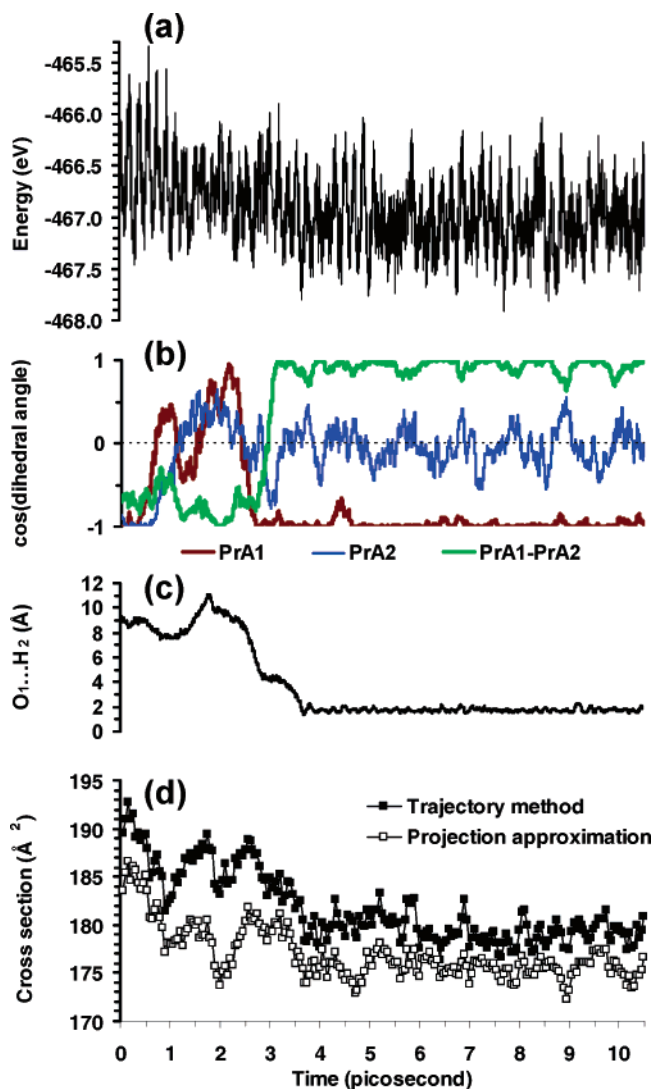 (a)
-465.5
-466.0
-466.5
-467.0
-467.5
-468.0
Energy (eV)
(b)
1
0
-1
cos(dihedral angle)
PrA1 PrA2 PrA1-PrA2
(c)
12
10
8
6
4
2
0
O₁...H₂ (Å)
(d)
195
190
185
180
175
170
Cross section (Å²)
Trajectory method
Projection approximation
0 1 2 3 4 5 6 7 8 9 10
Time (picosecond)